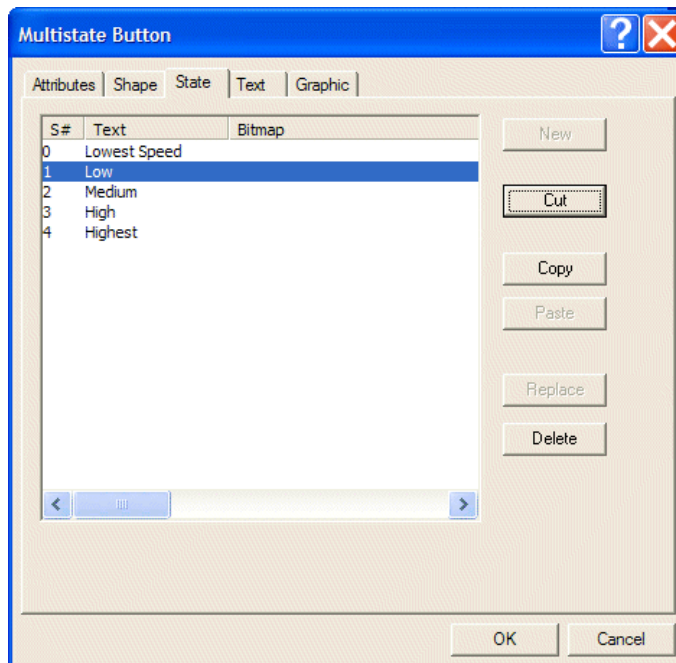 Multistate Button
Attributes Shape State Text Graphic
S# Text Bitmap
0 Lowest Speed
1 Low
2 Medium
3 High
4 Highest
New
Cut
Copy
Paste
Replace
Delete
OK Cancel